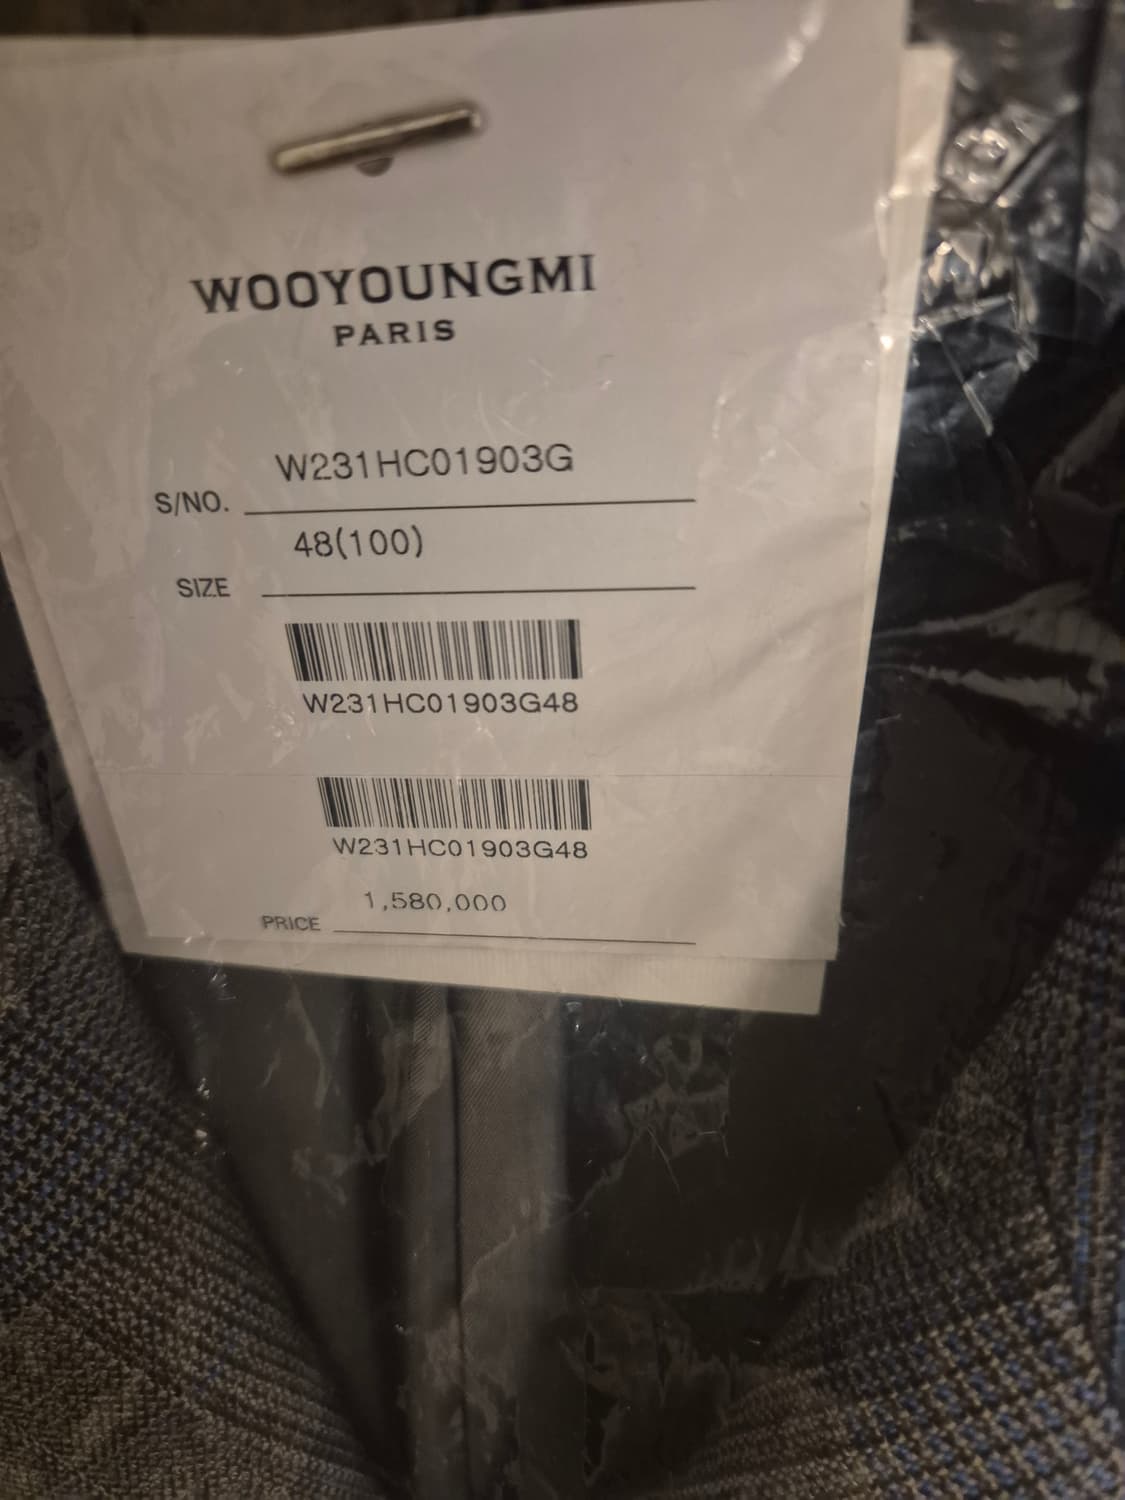 WOOYOUNGMI
PARIS
W231HC01903G
S/NO.
48(100)
SIZE
W231HC01903G48
W231HC01903G48
1,580,000
PRICE